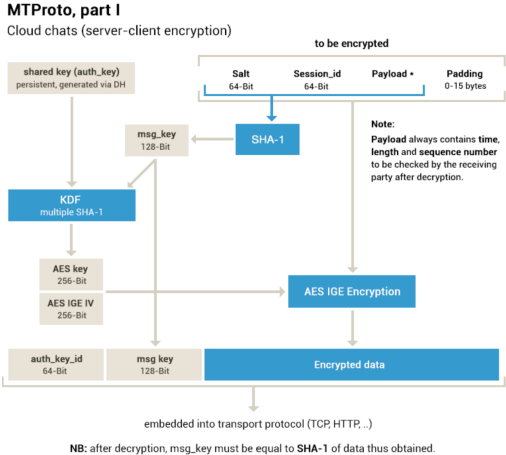 MTProto, part I
Cloud chats (server-client encryption)
to be encrypted
shared key (auth_key)
persistent, generated via DH
Salt
64-Bit
Session_id
64-Bit
Payload *
Padding
0-15 bytes
Note:
Payload always contains time,
length and sequence number
to be checked by the receiving
party after decryption.
msg_key
128-Bit
SHA-1
KDF
multiple SHA-1
AES key
256-Bit
AES IGE IV
256-Bit
AES IGE Encryption
auth_key_id
64-Bit
msg key
128-Bit
Encrypted data
embedded into transport protocol (TCP, HTTP, ..)
NB: after decryption, msg_key must be equal to SHA-1 of data thus obtained.